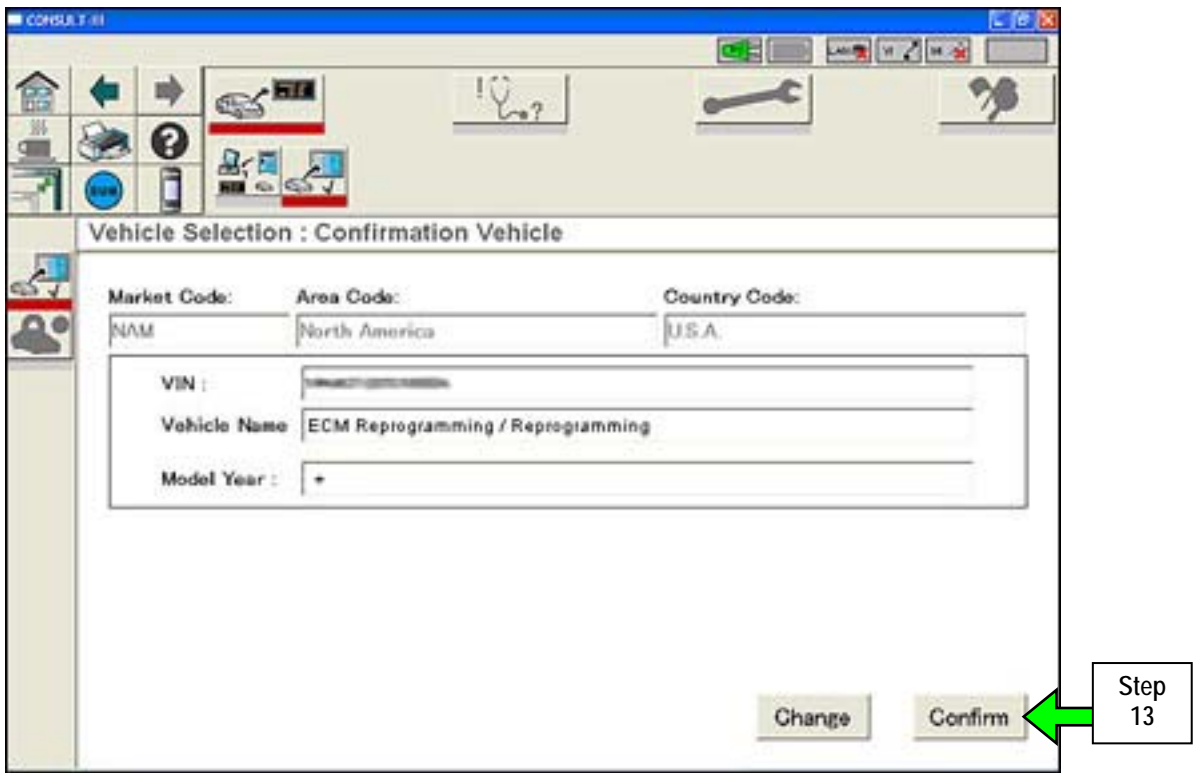 CONSULT-III
Vehicle Selection : Confirmation Vehicle
Market Code: Area Code: Country Code:
NAM North America U.S.A.
VIN :
Vehicle Name ECM Reprogramming / Reprogramming
Model Year : +
Change Confirm
Step
13